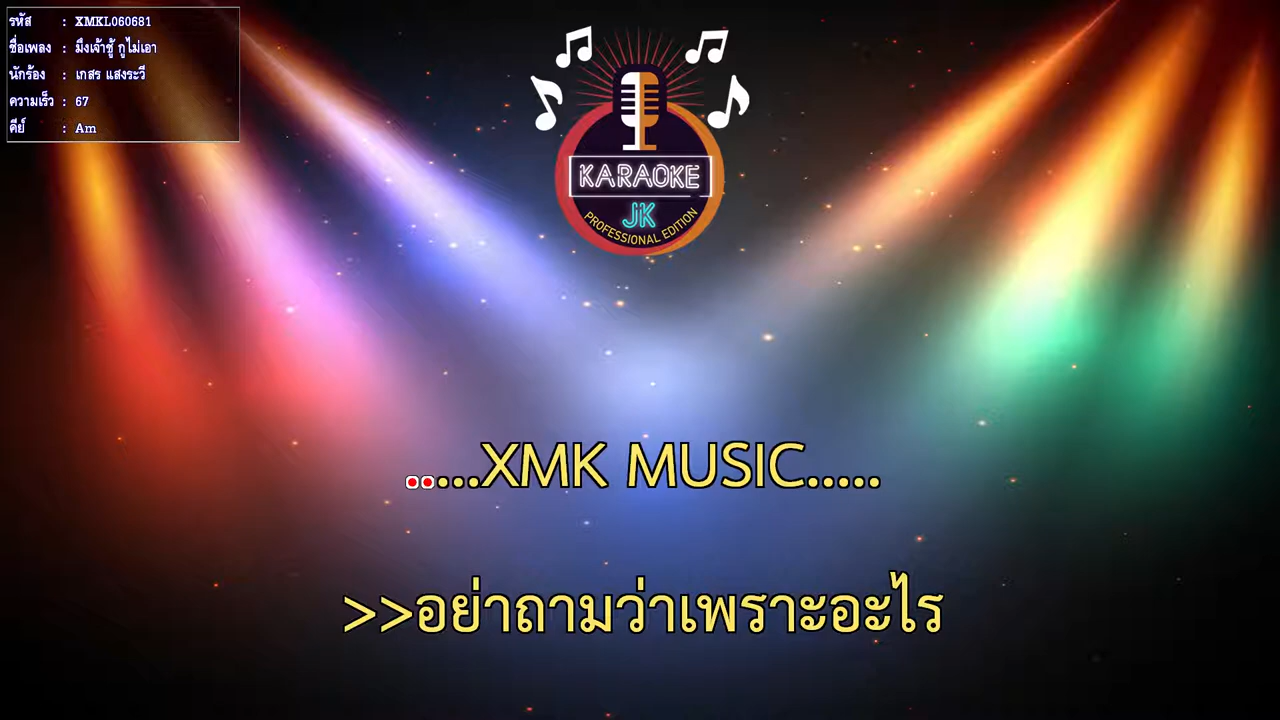 รหัส : XMKL060681
ชื่อเพลง : มึงเจ้าชู้ กูไม่เอา
นักร้อง : เกสร แสงระวี
ความเร็ว : 67
คีย์ : Am
KARAOKE
JK
PROFESSIONAL EDITION
.....XMK MUSIC.....
>>อย่าถามว่าเพราะอะไร